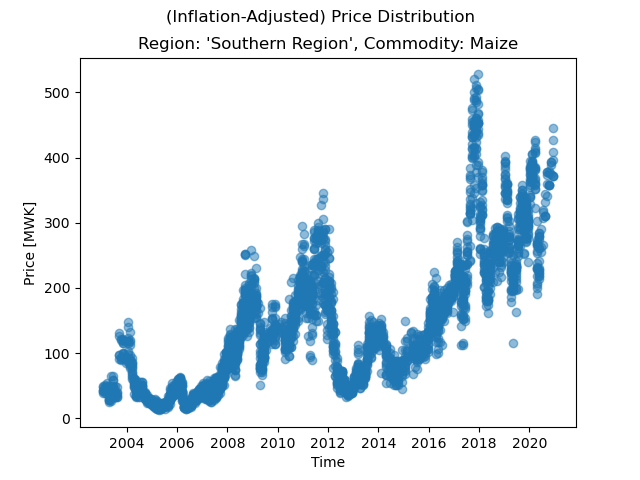 (Inflation-Adjusted) Price Distribution
Region: 'Southern Region', Commodity: Maize
500
400
300
200
100
0
Price [MWK]
2004 2006 2008 2010 2012 2014 2016 2018 2020
Time